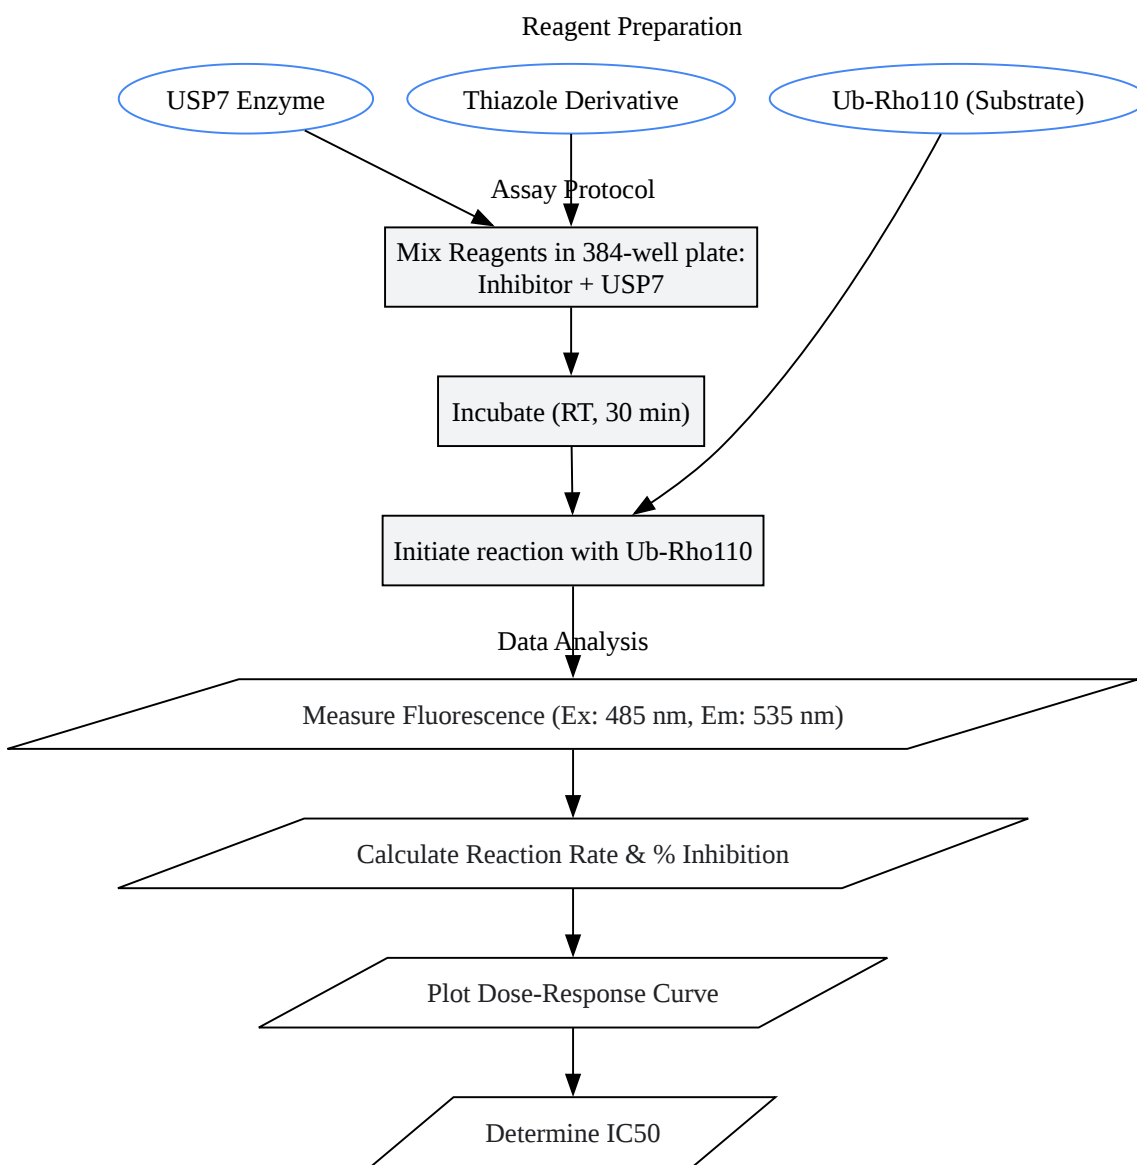 Reagent Preparation
USP7 Enzyme
Thiazole Derivative
Ub-Rho110 (Substrate)
Assay Protocol
Mix Reagents in 384-well plate:
Inhibitor + USP7
Incubate (RT, 30 min)
Initiate reaction with Ub-Rho110
Data Analysis
Measure Fluorescence (Ex: 485 nm, Em: 535 nm)
Calculate Reaction Rate & % Inhibition
Plot Dose-Response Curve
Determine IC50